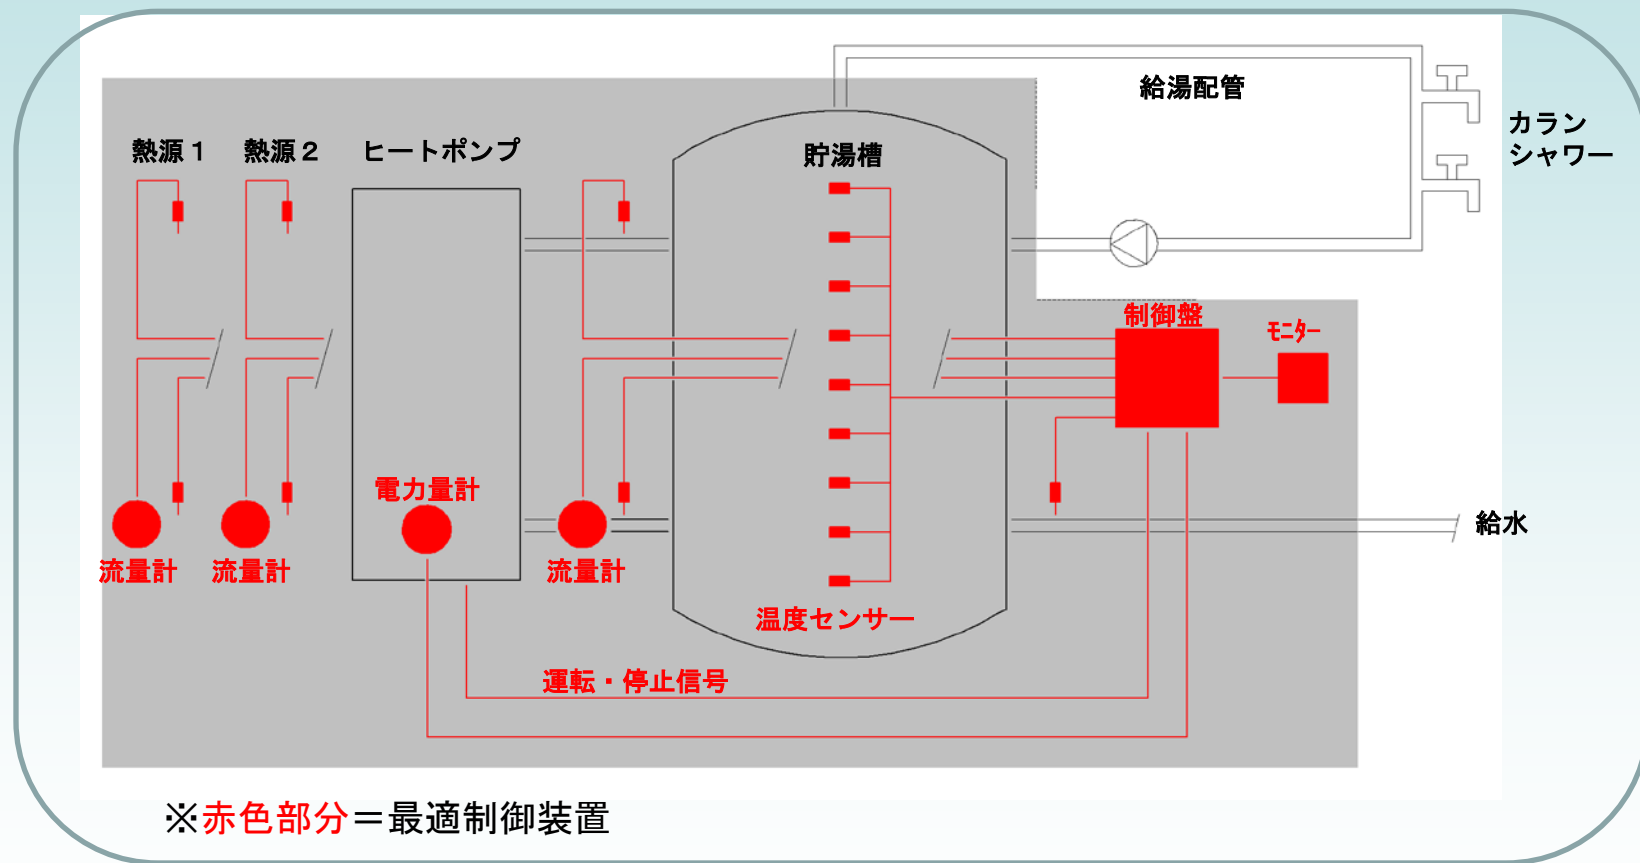 給湯配管
カラン
シャワー
熱源１
熱源２
ヒートポンプ
貯湯槽
制御盤
ﾓﾆﾀｰ
電力量計
給水
流量計
流量計
流量計
温度センサー
運転・停止信号
※赤色部分＝最適制御装置